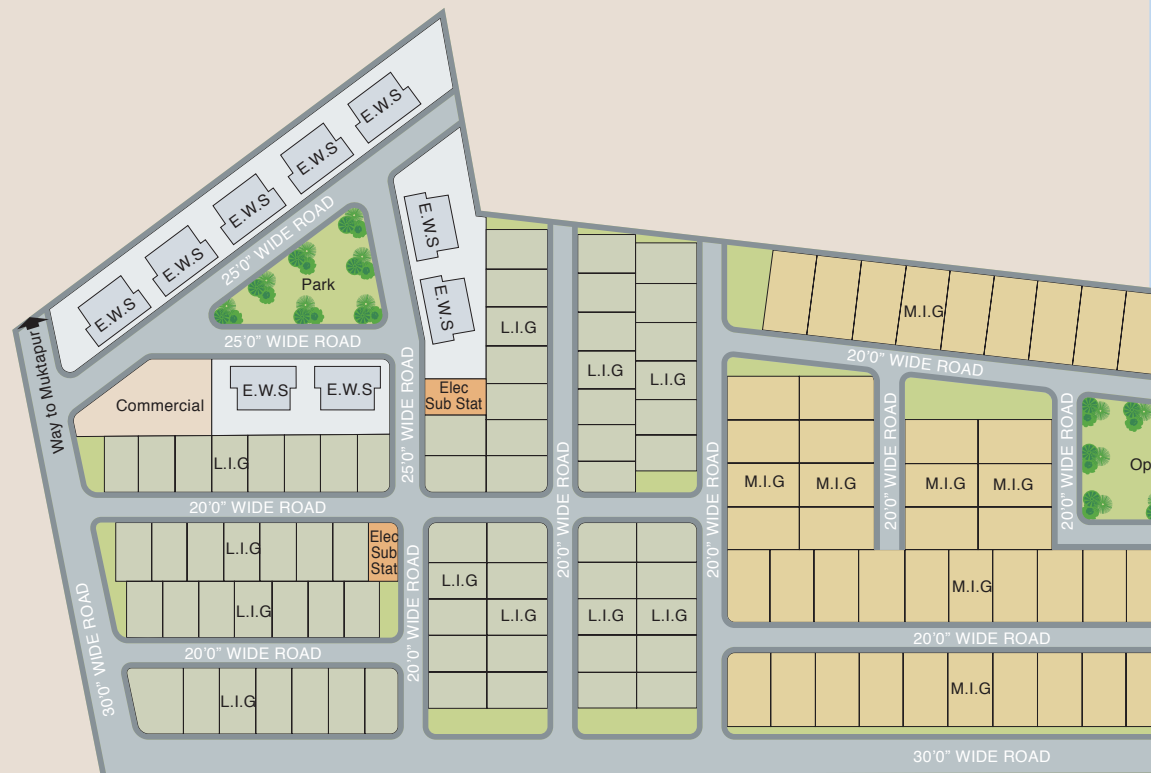 E.W.S
E.W.S
E.W.S
E.W.S
E.W.S
25'0" WIDE ROAD
E.W.S
E.W.S
Park
25'0" WIDE ROAD
Way to Muktapur
Commercial
E.W.S
E.W.S
25'0" WIDE ROAD
Elec
Sub Stat
L.I.G
L.I.G
L.I.G
L.I.G
M.I.G
20'0" WIDE ROAD
M.I.G
M.I.G
M.I.G
M.I.G
20'0" WIDE ROAD
20'0" WIDE ROAD
Op
20'0" WIDE ROAD
20'0" WIDE ROAD
20'0" WIDE ROAD
L.I.G
Elec
Sub
Stat
L.I.G
30'0" WIDE ROAD
20'0" WIDE ROAD
L.I.G
L.I.G
L.I.G
L.I.G
M.I.G
20'0" WIDE ROAD
20'0" WIDE ROAD
L.I.G
M.I.G
30'0" WIDE ROAD